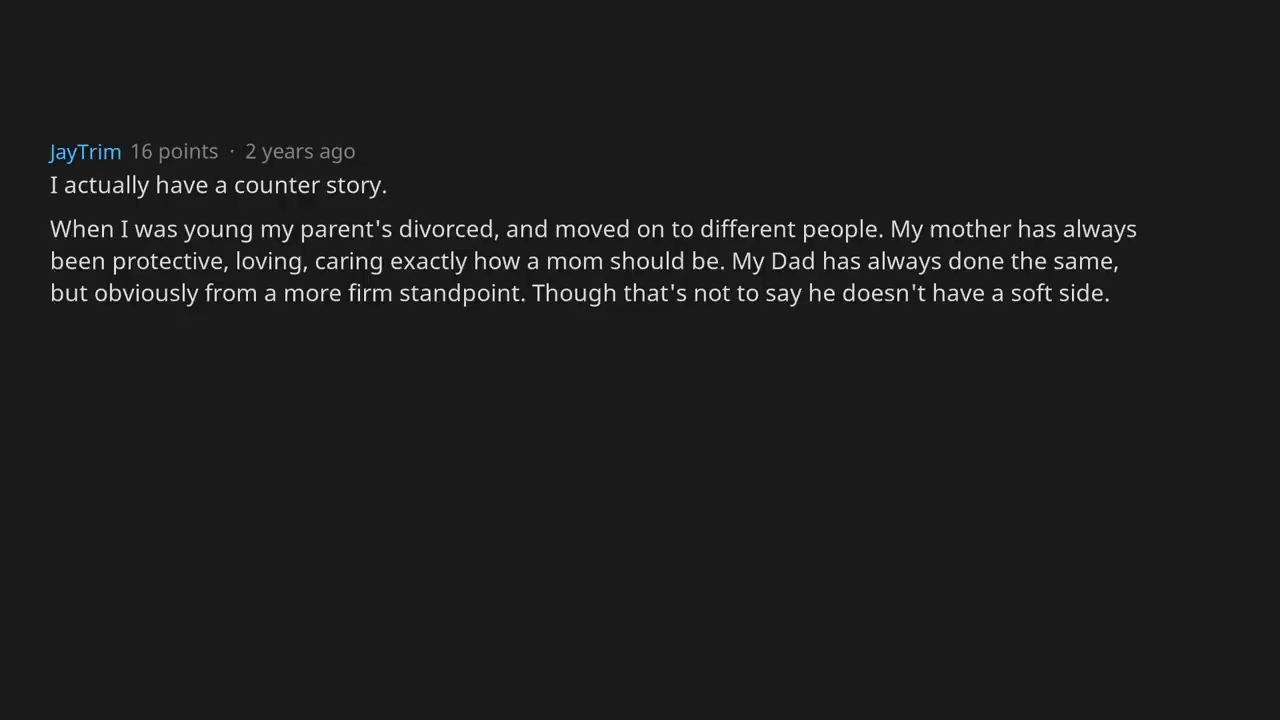 JayTrim 16 points · 2 years ago
I actually have a counter story.
When I was young my parent's divorced, and moved on to different people. My mother has always
been protective, loving, caring exactly how a mom should be. My Dad has always done the same,
but obviously from a more firm standpoint. Though that's not to say he doesn't have a soft side.